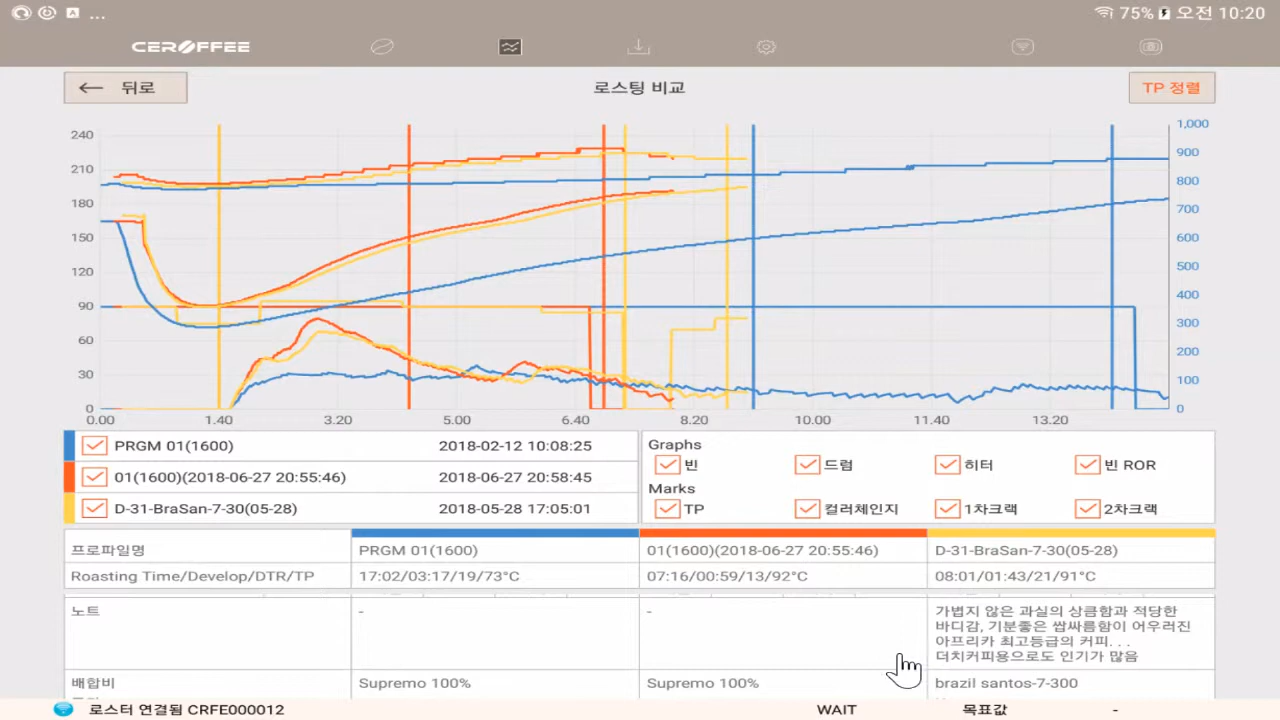 A ...
75% 오전 10:20
CEROFFEE
← 뒤로
로스팅 비교
TP 정렬
240
210
180
150
120
90
60
30
0
1,000
900
800
700
600
500
400
300
200
100
0
0.00 1.40 3.20 5.00 6.40 8.20 10.00 11.40 13.20
PRGM 01(1600) 2018-02-12 10:08:25
01(1600)(2018-06-27 20:55:46) 2018-06-27 20:58:45
D-31-BraSan-7-30(05-28) 2018-05-28 17:05:01
Graphs
빈 드럼 히터 빈 ROR
Marks
TP 컬러체인지 1차크랙 2차크랙
프로파일명 PRGM 01(1600) 01(1600)(2018-06-27 20:55:46) D-31-BraSan-7-30(05-28)
Roasting Time/Develop/DTR/TP 17:02/03:17/19/73°C 07:16/00:59/13/92°C 08:01/01:43/21/91°C
노트 - - 가볍지 않은 과실의 상큼함과 적당한
바디감, 기분좋은 쌉싸름함이 어우러진
아프리카 최고등급의 커피. . .
더치커피용으로도 인기가 많음
배합비 Supremo 100% Supremo 100% brazil santos-7-300
로스터 연결됨 CRFE000012 WAIT 목표값 -